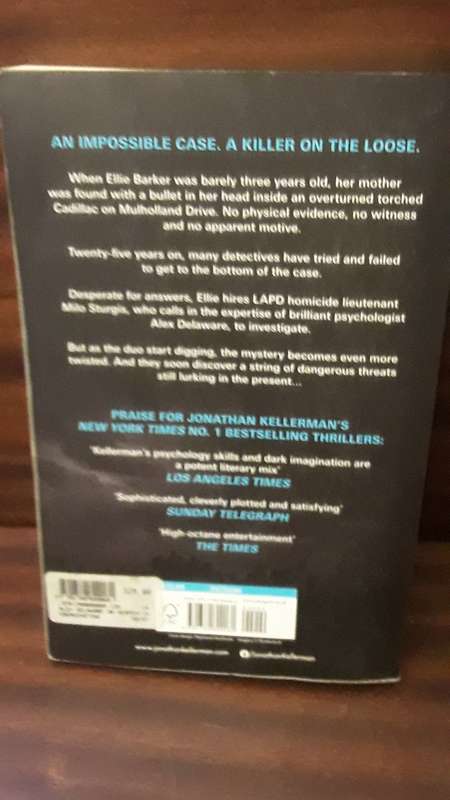 AN IMPOSSIBLE CASE. A KILLER ON THE LOOSE.
When Ellie Barker was barely three years old, her mother
was found with a bullet in her head inside an overturned torched
Cadillac on Mulholland Drive. No physical evidence, no witness
and no apparent motive.
Twenty-five years on, many detectives have tried and failed
to get to the bottom of the case.
Desperate for answers, Ellie hires LAPD homicide lieutenant
Milo Sturgis, who calls in the expertise of brilliant psychologist
Alex Delaware, to investigate.
But as the duo start digging, the mystery becomes even more
twisted. And they soon discover a string of dangerous threats
still lurking in the present...
PRAISE FOR JONATHAN KELLERMAN'S
NEW YORK TIMES NO. 1 BESTSELLING THRILLERS:
'Kellerman's psychology skills and dark imagination are
a potent literary mix'
LOS ANGELES TIMES
'Sophisticated, cleverly plotted and satisfying'
SUNDAY TELEGRAPH
'High-octane entertainment'
THE TIMES
FICTION
www.jonathankellerman.com
/jonathankellerman